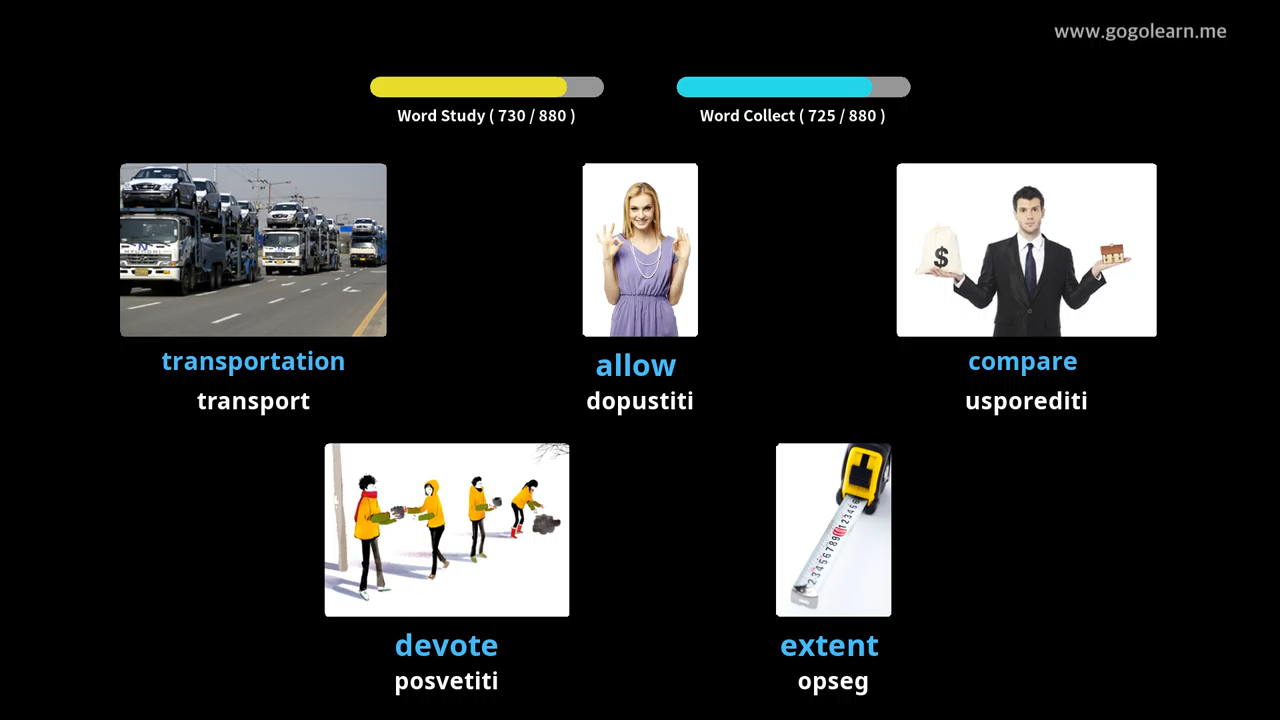 www.gogolearn.me
Word Study ( 730 / 880 )
Word Collect ( 725 / 880 )
$
transportation
transport
allow
dopustiti
compare
usporediti
devote
posvetiti
extent
opseg